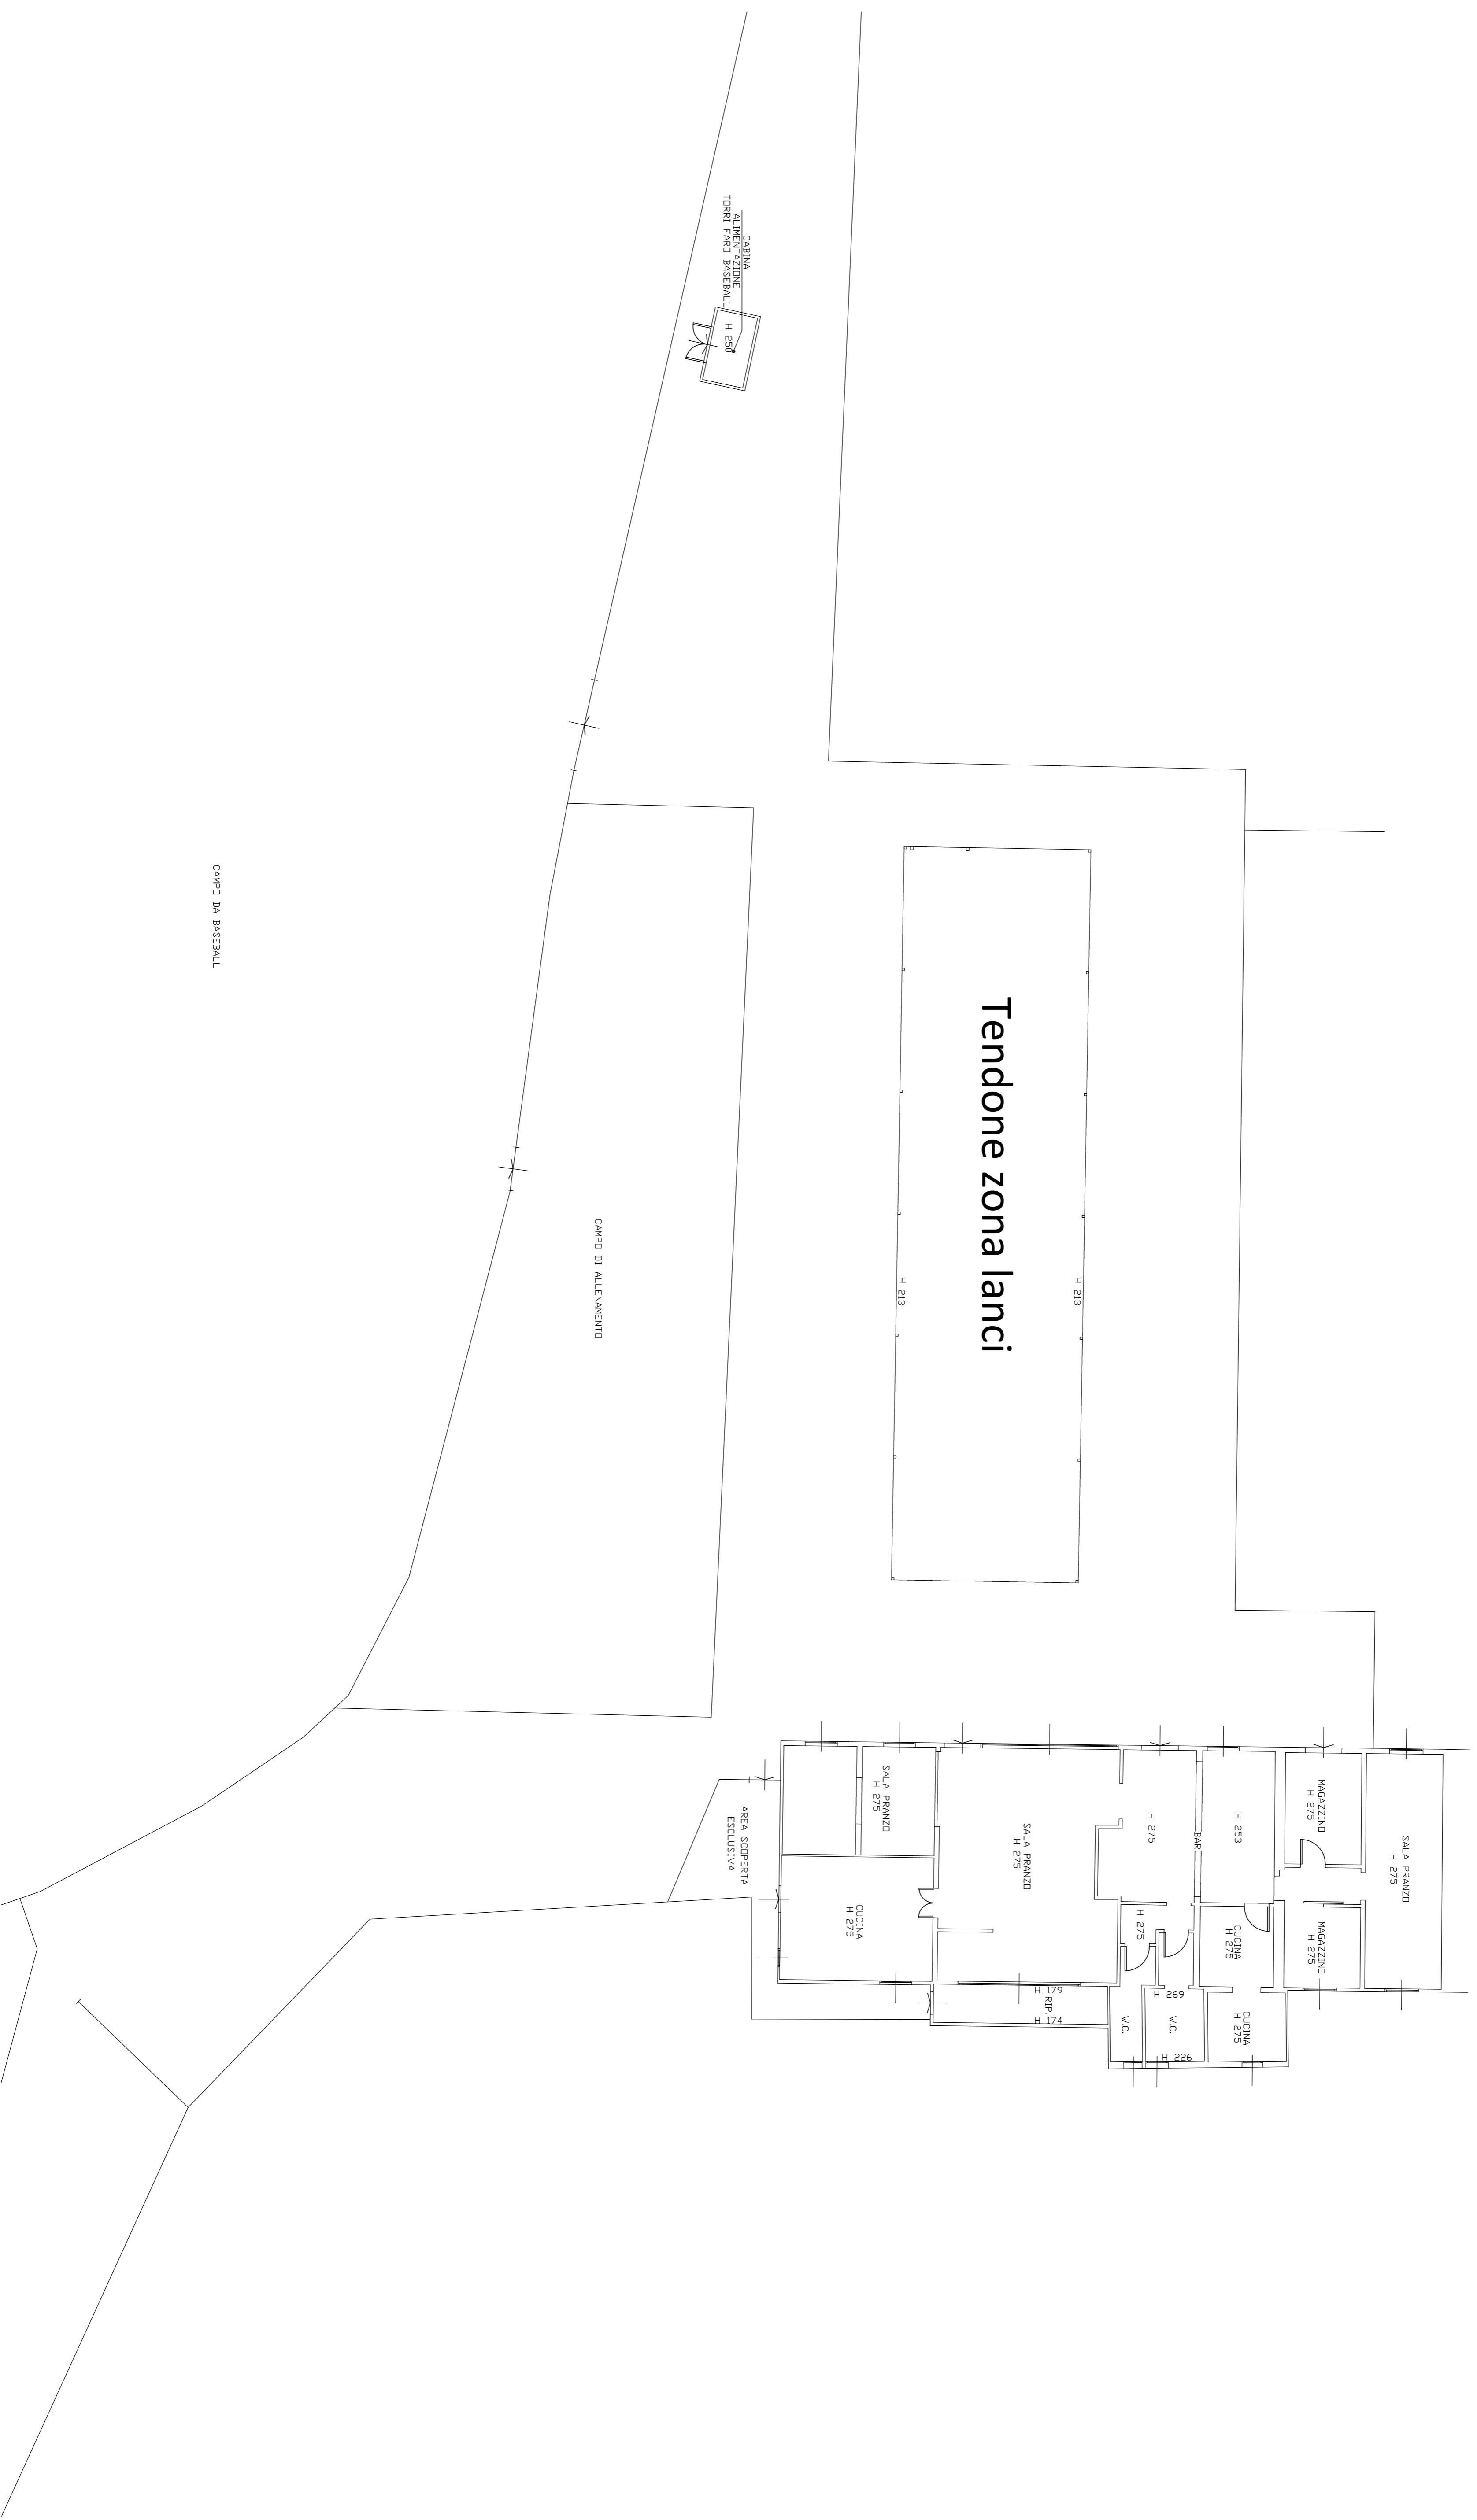 CABINA
ALIMENTAZIONE
TORRI FARO BASEBALL
H 250
CAMPO DA BASEBALL
CAMPO DI ALLENAMENTO
Tendone zona lanci
H 213
H 213
SALA PRANZO
H 275
MAGAZZINO
H 275
MAGAZZINO
H 275
H 253
BAR
H 275
CUCINA
H 275
CUCINA
H 275
H 275
W.C.
W.C.
H 269
H 226
SALA PRANZO
H 275
RIP.
H 179
H 174
SALA PRANZO
H 275
CUCINA
H 275
AREA SCOPERTA
ESCLUSIVA